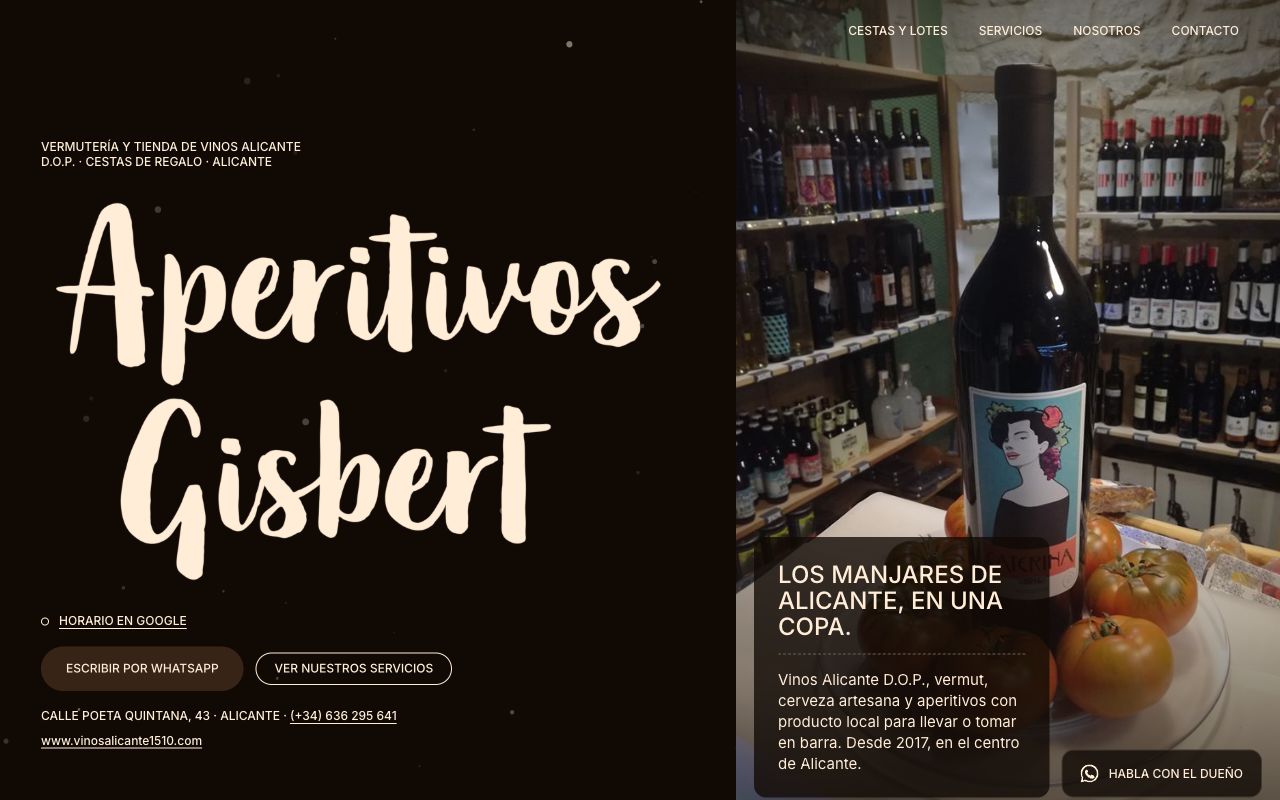 CESTAS Y LOTES SERVICIOS NOSOTROS CONTACTO
VERMUTERÍA Y TIENDA DE VINOS ALICANTE
D.O.P. · CESTAS DE REGALO · ALICANTE
Aperitivos
Gisbert
HORARIO EN GOOGLE
ESCRIBIR POR WHATSAPP VER NUESTROS SERVICIOS
CALLE POETA QUINTANA, 43 · ALICANTE · (+34) 636 295 641
www.vinosalicante1510.com
LOS MANJARES DE
ALICANTE, EN UNA
COPA.
Vinos Alicante D.O.P., vermut,
cerveza artesana y aperitivos con
producto local para llevar o tomar
en barra. Desde 2017, en el centro
de Alicante.
HABLA CON EL DUEÑO